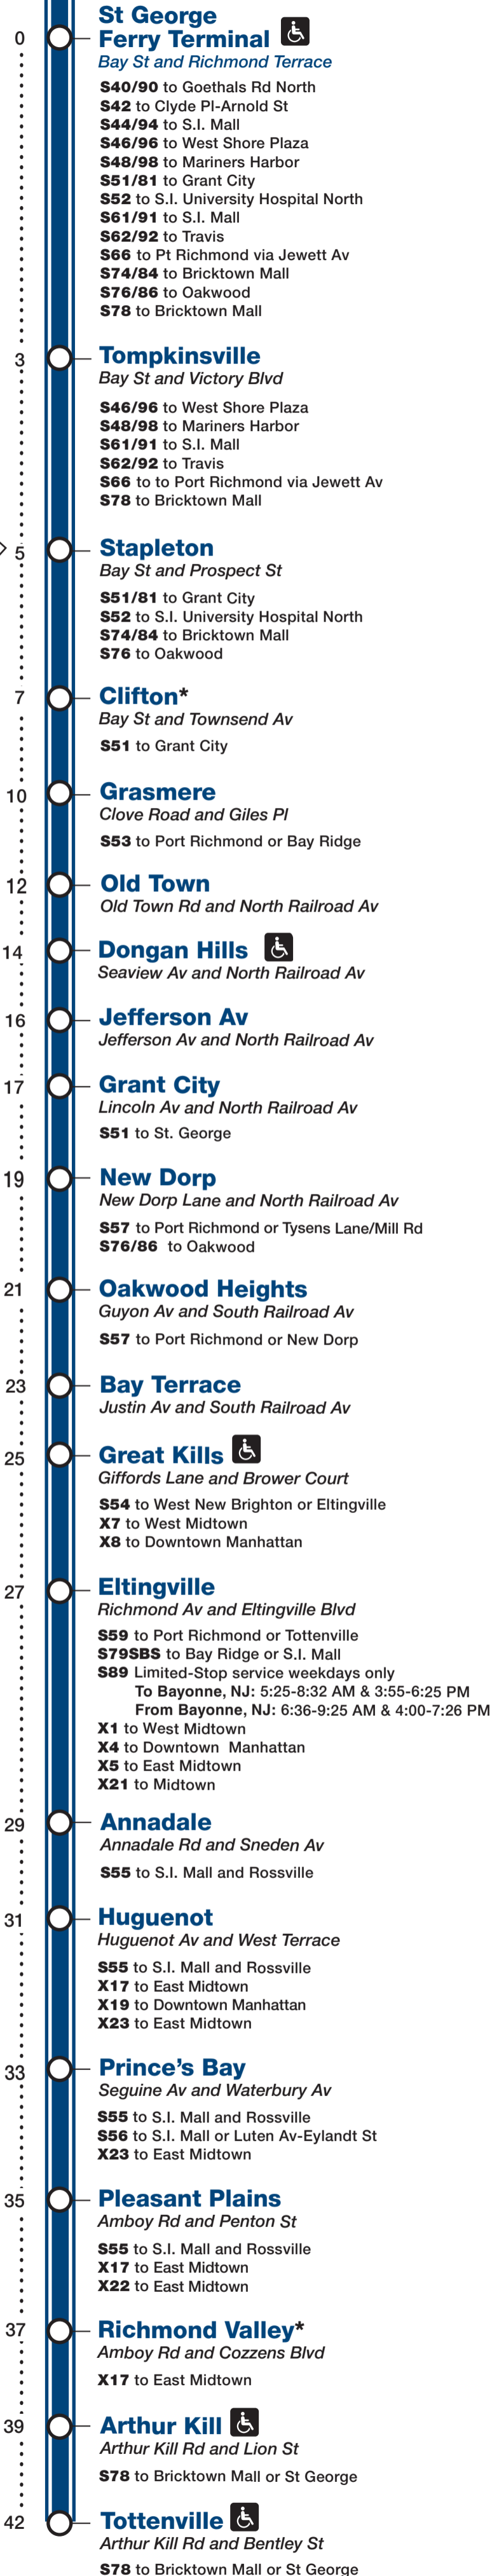 St George
0 Ferry Terminal
Bay St and Richmond Terrace
S40/90 to Goethals Rd North
S42 to Clyde Pl-Arnold St
S44/94 to S.I. Mall
S46/96 to West Shore Plaza
S48/98 to Mariners Harbor
S51/81 to Grant City
S52 to S.I. University Hospital North
S61/91 to S.I. Mall
S62/92 to Travis
S66 to Pt Richmond via Jewett Av
S74/84 to Bricktown Mall
S76/86 to Oakwood
S78 to Bricktown Mall
3 Tompkinsville
Bay St and Victory Blvd
S46/96 to West Shore Plaza
S48/98 to Mariners Harbor
S61/91 to S.I. Mall
S62/92 to Travis
S66 to to Port Richmond via Jewett Av
S78 to Bricktown Mall
5 Stapleton
Bay St and Prospect St
S51/81 to Grant City
S52 to S.I. University Hospital North
S74/84 to Bricktown Mall
S76 to Oakwood
7 Clifton*
Bay St and Townsend Av
S51 to Grant City
10 Grasmere
Clove Road and Giles Pl
S53 to Port Richmond or Bay Ridge
12 Old Town
Old Town Rd and North Railroad Av
14 Dongan Hills
Seaview Av and North Railroad Av
16 Jefferson Av
Jefferson Av and North Railroad Av
17 Grant City
Lincoln Av and North Railroad Av
S51 to St. George
19 New Dorp
New Dorp Lane and North Railroad Av
S57 to Port Richmond or Tysens Lane/Mill Rd
S76/86 to Oakwood
21 Oakwood Heights
Guyon Av and South Railroad Av
S57 to Port Richmond or New Dorp
23 Bay Terrace
Justin Av and South Railroad Av
25 Great Kills
Giffords Lane and Brower Court
S54 to West New Brighton or Eltingville
X7 to West Midtown
X8 to Downtown Manhattan
27 Eltingville
Richmond Av and Eltingville Blvd
S59 to Port Richmond or Tottenville
S79SBS to Bay Ridge or S.I. Mall
S89 Limited-Stop service weekdays only
To Bayonne, NJ: 5:25-8:32 AM & 3:55-6:25 PM
From Bayonne, NJ: 6:36-9:25 AM & 4:00-7:26 PM
X1 to West Midtown
X4 to Downtown Manhattan
X5 to East Midtown
X21 to Midtown
29 Annadale
Annadale Rd and Sneden Av
S55 to S.I. Mall and Rossville
31 Huguenot
Huguenot Av and West Terrace
S55 to S.I. Mall and Rossville
X17 to East Midtown
X19 to Downtown Manhattan
X23 to East Midtown
33 Prince’s Bay
Seguine Av and Waterbury Av
S55 to S.I. Mall and Rossville
S56 to S.I. Mall or Luten Av-Eylandt St
X23 to East Midtown
35 Pleasant Plains
Amboy Rd and Penton St
S55 to S.I. Mall and Rossville
X17 to East Midtown
X22 to East Midtown
37 Richmond Valley*
Amboy Rd and Cozzens Blvd
X17 to East Midtown
39 Arthur Kill
Arthur Kill Rd and Lion St
S78 to Bricktown Mall or St George
42 Tottenville
Arthur Kill Rd and Bentley St
S78 to Bricktown Mall or St George